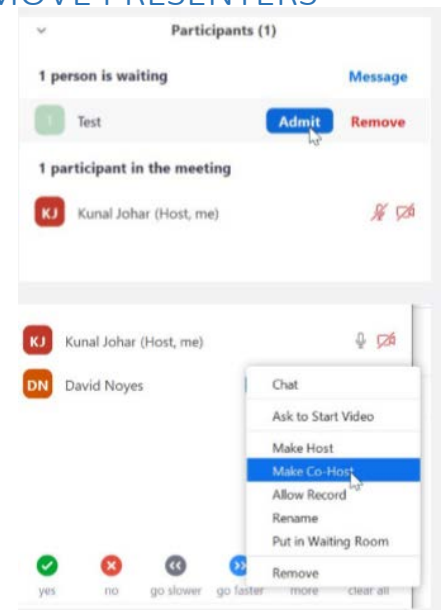 MOVE PRESENTERS
Participants (1)
1 person is waiting Message
Test Admit Remove
1 participant in the meeting
KJ Kunal Johar (Host, me)
KJ Kunal Johar (Host, me)
DN David Noyes
Chat
Ask to Start Video
Make Host
Make Co-Host
Allow Record
Rename
Put in Waiting Room
Remove
yes no go slower go faster more clear all